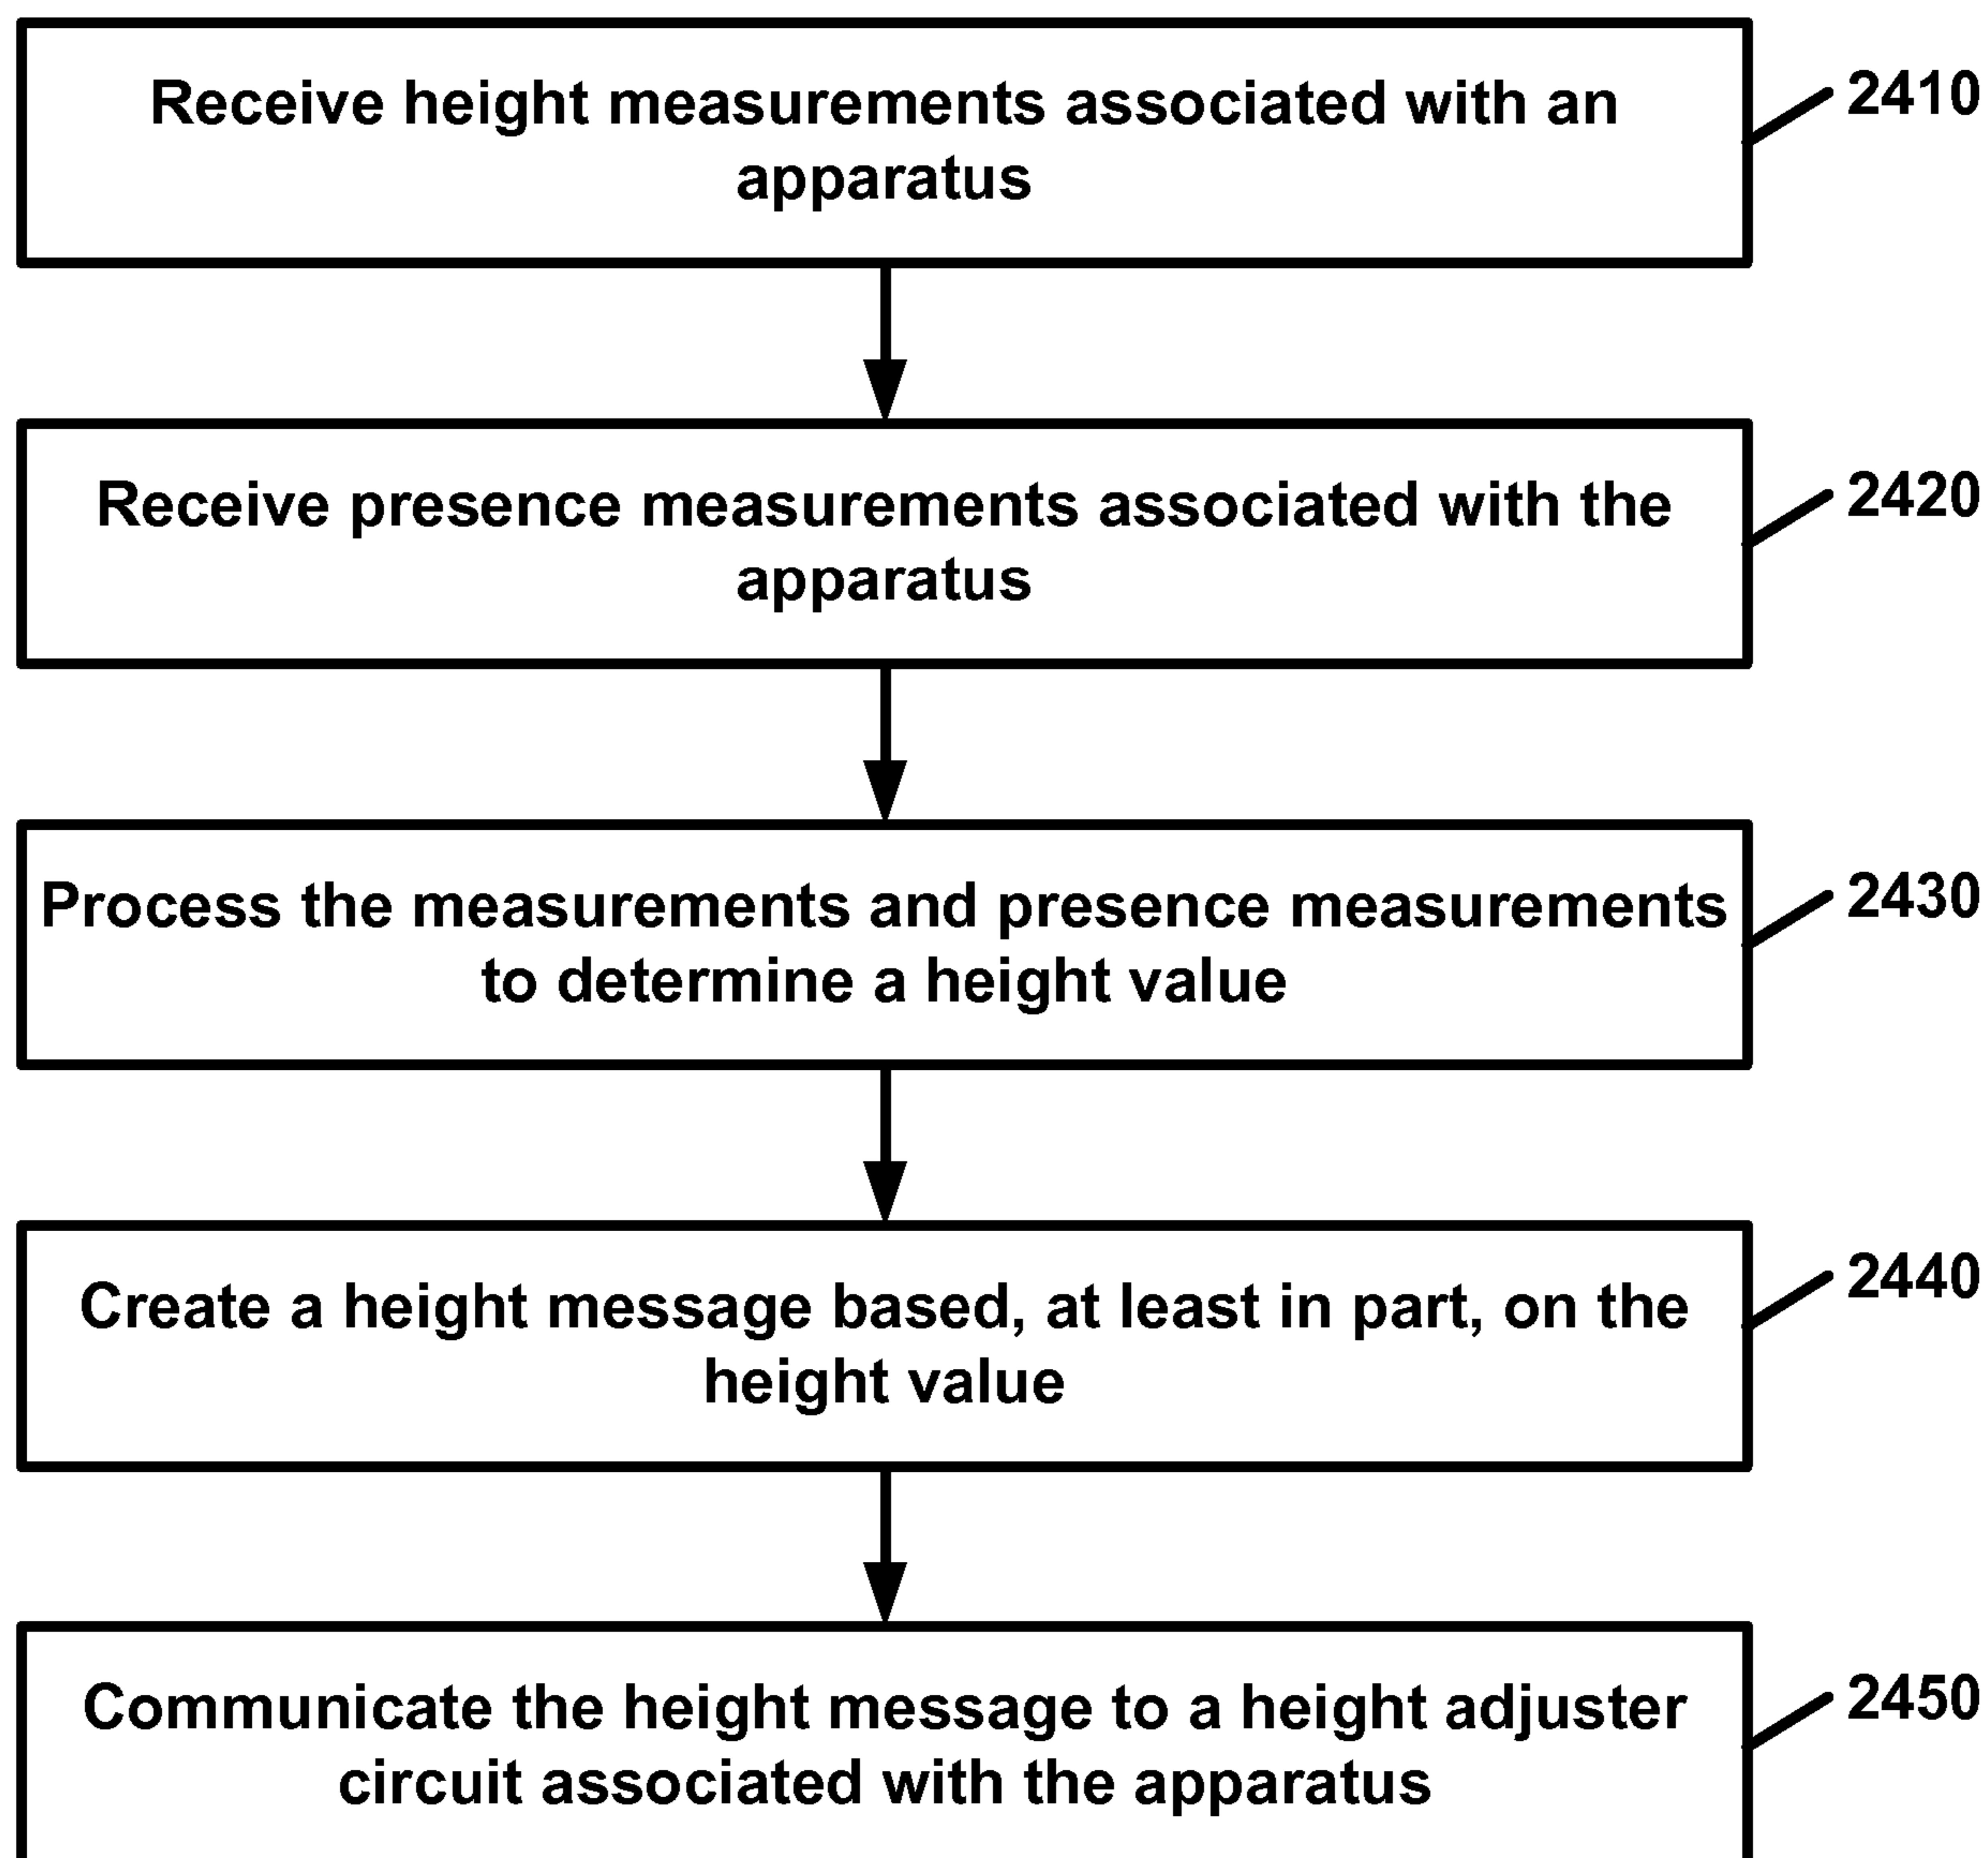 Receive height measurements associated with an
apparatus
2410
Receive presence measurements associated with the
apparatus
2420
Process the measurements and presence measurements
to determine a height value
2430
Create a height message based, at least in part, on the
height value
2440
Communicate the height message to a height adjuster
circuit associated with the apparatus
2450